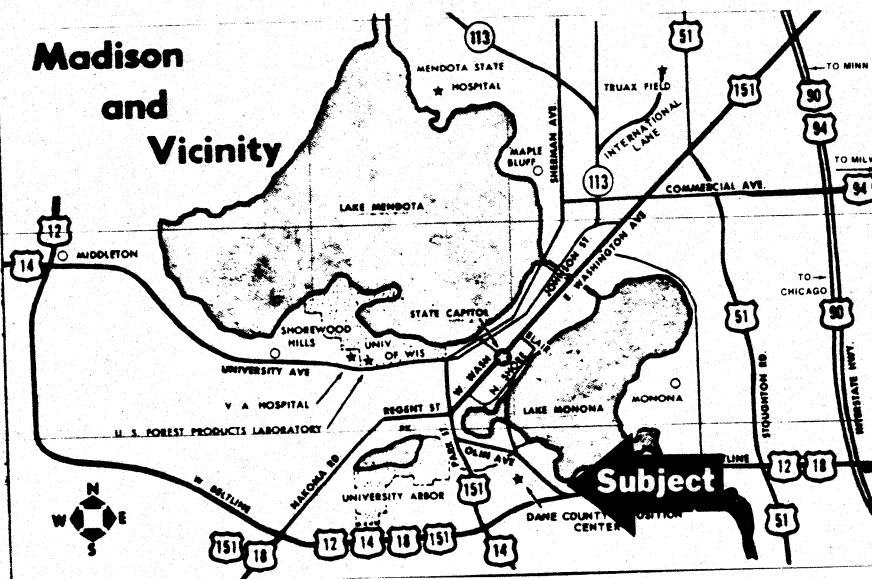 Madison
and
Vicinity
113
MENDOTA STATE
HOSPITAL
51
TRUAX FIELD
151
TO MINN
90
94
INTERNATIONAL
LANE
MAPLE
BLUFF
SHERMAN AVE.
113
TO MILW
COMMERCIAL AVE.
94
LAKE MENDOTA
12
MIDDLETON
14
JOHNSON ST
E. WASHINGTON AVE
TO
CHICAGO
90
51
STATE CAPITOL
SHOREWOOD
HILLS
UNIV
OF WIS
BLAIR
UNIVERSITY AVE
W. WASH
N. SHORE
V A HOSPITAL
REGENT ST
LAKE MONONA
MONONA
STOUGHTON RD.
INTERSTATE HWY.
U. S. FOREST PRODUCTS LABORATORY
PK.
PARK ST
OLIN AVE
NAKOMA RD
W BELTLINE
UNIVERSITY ARBOR
151
Subject
12
18
N
W
E
S
DANE COUNTY
CENTER
51
151
18
12
14
18
151
14